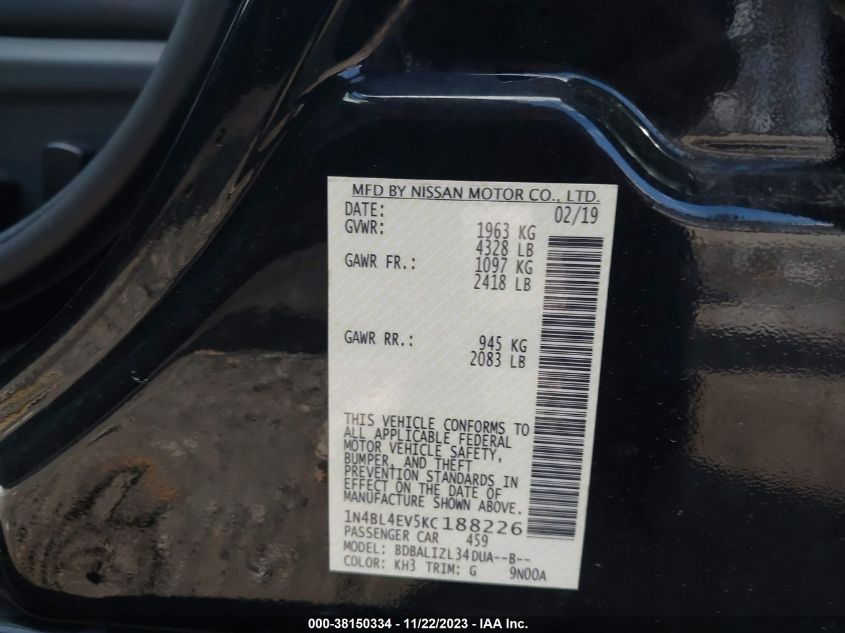 MFD BY NISSAN MOTOR CO., LTD.
DATE: 02/19
GVWR: 1963 KG
4328 LB
GAWR FR.: 1097 KG
2418 LB
GAWR RR.: 945 KG
2083 LB
THIS VEHICLE CONFORMS TO
ALL APPLICABLE FEDERAL
MOTOR VEHICLE SAFETY,
BUMPER, AND THEFT
PREVENTION STANDARDS IN
EFFECT ON THE DATE OF
MANUFACTURE SHOWN ABOVE.
1N4BL4EV5KC188226
PASSENGER CAR 459
MODEL: BDBALIZL34DUA--B--
COLOR: KH3 TRIM: G 9N00A
000-38150334 - 11/22/2023 - IAA Inc.